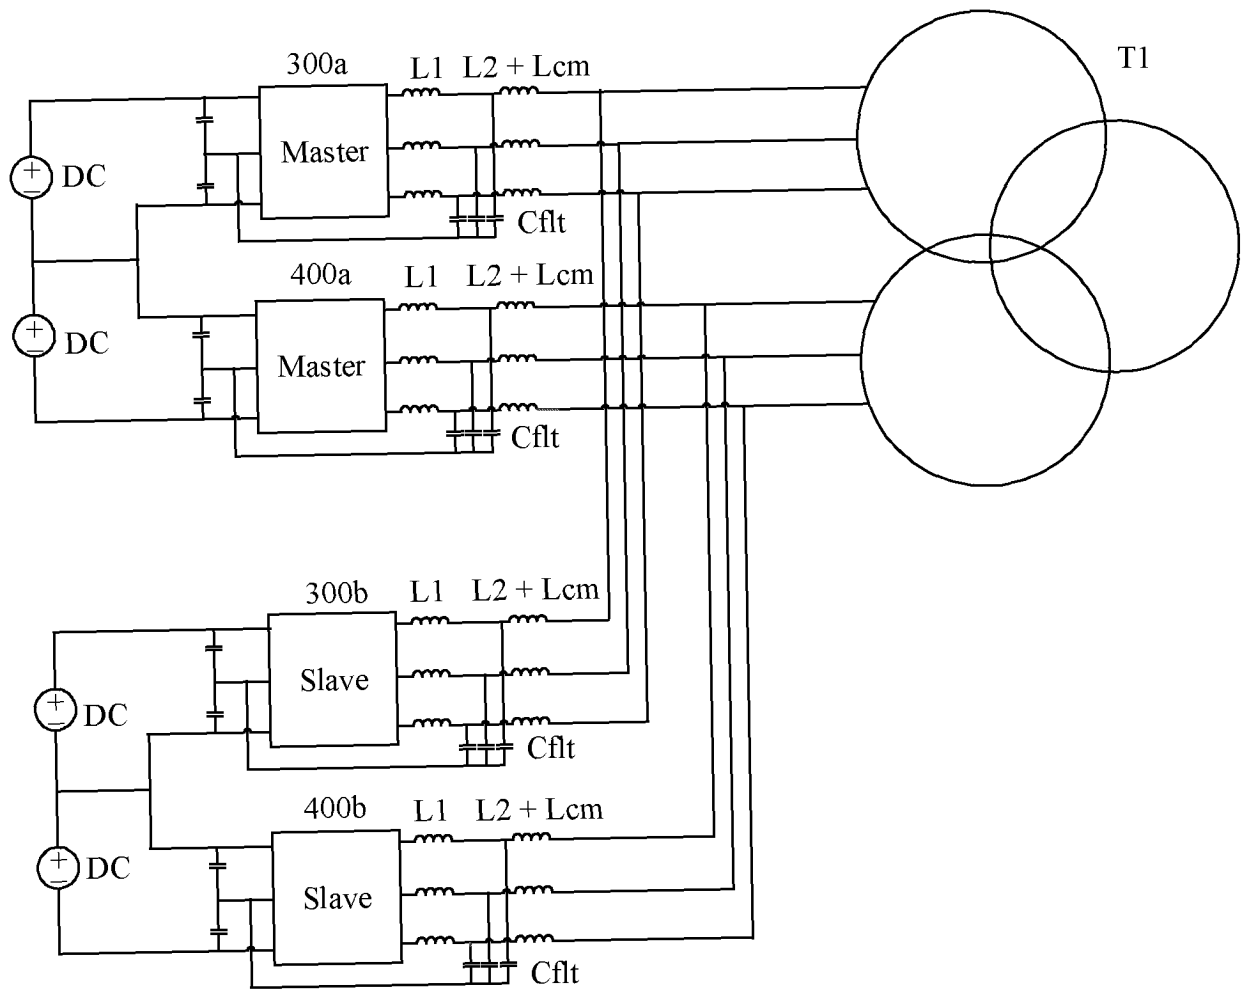 300a L1 L2 + Lcm T1
Master
+
− DC
Cflt
400a L1 L2 + Lcm
+
− DC
Master
Cflt
300b L1 L2 + Lcm
Slave
+
− DC
Cflt
400b L1 L2 + Lcm
+
− DC
Slave
Cflt